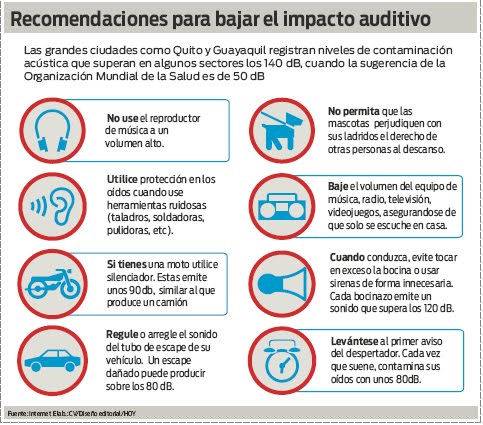 Recomendaciones para bajar el impacto auditivo
Las grandes ciudades como Quito y Guayaquil registran niveles de contaminación
acústica que superan en algunos sectores los 140 dB, cuando la sugerencia de la
Organización Mundial de la Salud es de 50 dB
No use el reproductor
de música a un
volumen alto.
No permita que las
mascotas perjudiquen con
sus ladridos el derecho de
otras personas al descanso.
Utilice protección en los
oídos cuando use
herramientas ruidosas
(taladros, soldadoras,
pulidoras, etc).
Baje el volumen del equipo de
música, radio, televisión,
videojuegos, asegurandose de
que solo se escuche en casa.
Si tienes una moto utilice
silenciador. Estas emite
unos 90db, similar al que
produce un camión
Cuando conduzca, evite tocar
en exceso la bocina o usar
sirenas de forma innecesaria.
Cada bocinazo emite un
sonido que supera los 120 dB.
Regule o arregle el sonido
del tubo de escape de su
vehículo. Un escape
dañado puede producir
sobre los 80 dB.
Levántese al primer aviso
del despertador. Cada vez
que suene, contamina sus
oídos con unos 80dB.
Fuente: Internet Elab.: CV/Diseño editorial/HOY